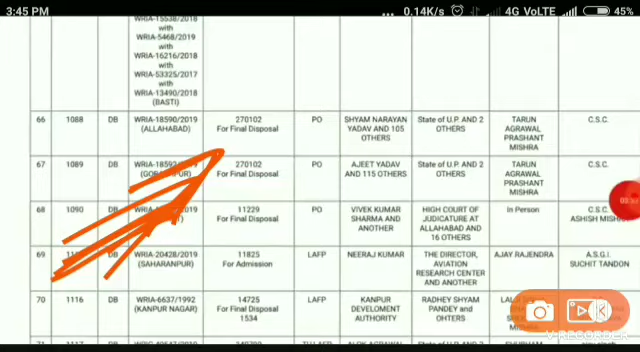 3:45 PM ... 0.14K/s 4G VoLTE 45%
WRIA-15538/2018
with
WRIA-5468/2019
with
WRIA-16216/2018
with
WRIA-53325/2017
with
WRIA-13490/2018
(BASTI)
66 1088 DB WRIA-18590/2019 270102 PO SHYAM NARAYAN State of U.P. AND 2 TARUN C.S.C.
(ALLAHABAD) For Final Disposal YADAV AND 105 OTHERS AGRAWAL
OTHERS PRASHANT
MISHRA
67 1089 DB 270102 PO AJEET YADAV State of U.P. AND 2 TARUN C.S.C.
For Final Disposal AND 115 OTHERS OTHERS AGRAWAL
PRASHANT
MISHRA
68 1090 DB 11229 PO VIVEK KUMAR HIGH COURT OF In Person C.S.C.
For Final Disposal SHARMA AND JUDICATURE AT ASHISH
ANOTHER ALLAHABAD AND
16 OTHERS
69 DB WRIA-20428/2019 11825 LAFP NEERAJ KUMAR THE DIRECTOR, AJAY RAJENDRA A.S.G.I.
(SAHARANPUR) For Admission AVIATION SUCHIT TANDON
RESEARCH CENTER
AND ANOTHER
70 1116 DB WRIA-6637/1992 14725 LAFP KANPUR RADHEY SHYAM
(KANPUR NAGAR) For Final Disposal DEVELOMENT PANDEY and
1534 AUTHORITY OHTERS
MISHRA
V RECORDER